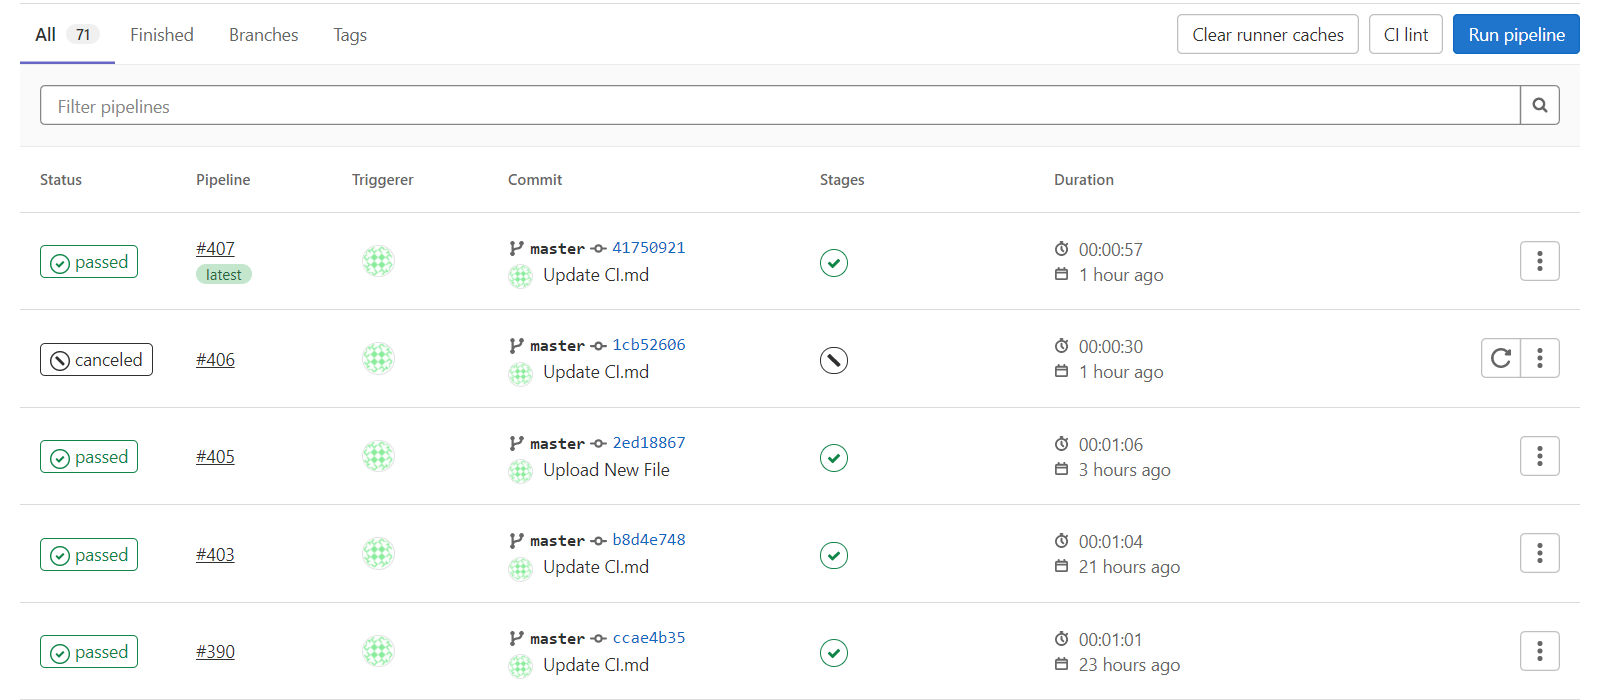 All 71 Finished Branches Tags Clear runner caches CI lint Run pipeline
Filter pipelines
Status Pipeline Triggerer Commit Stages Duration
passed #407 master 41750921 00:00:57
latest Update CI.md 1 hour ago
canceled #406 master 1cb52606 00:00:30
Update CI.md 1 hour ago
passed #405 master 2ed18867 00:01:06
Upload New File 3 hours ago
passed #403 master b8d4e748 00:01:04
Update CI.md 21 hours ago
passed #390 master ccae4b35 00:01:01
Update CI.md 23 hours ago